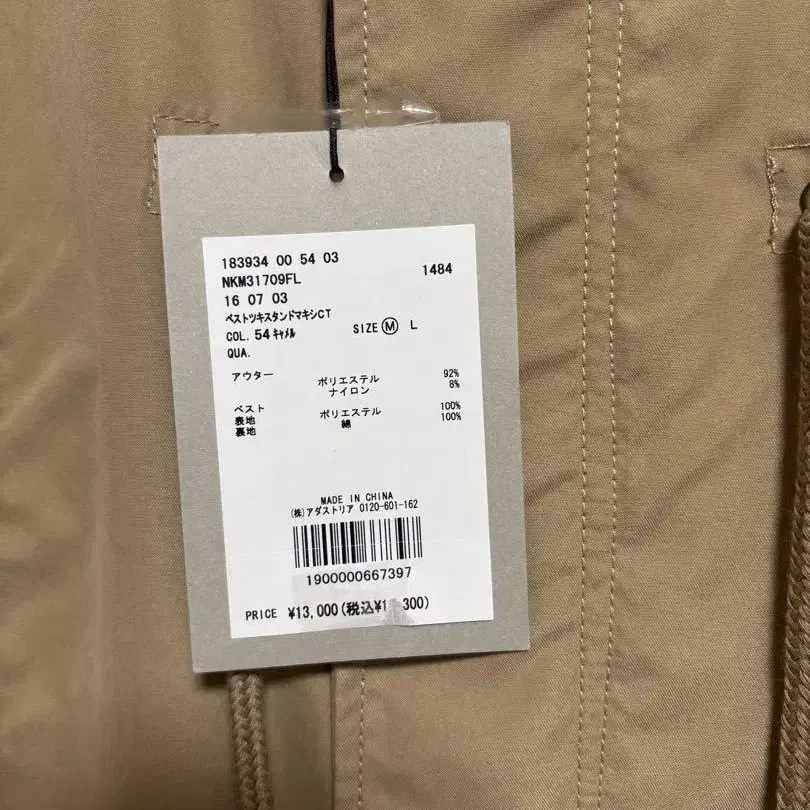 183934 00 54 03
NKM31709FL 1484
16 07 03
ベストツキスタンドマキシCT
COL. 54 ｷｬﾒﾙ SIZE Ⓜ L
QUA.
アウター ポリエステル 92%
ナイロン 8%
ベスト
表地 ポリエステル 100%
裏地 綿 100%
MADE IN CHINA
(株)アダストリア 0120-601-162
1900000667397
PRICE ¥13,000(税込¥1 ,300)